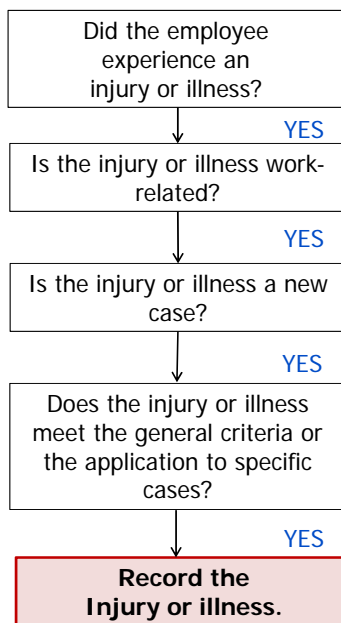 Did the employee
experience an
injury or illness?
YES
Is the injury or illness work-
related?
YES
Is the injury or illness a new
case?
YES
Does the injury or illness
meet the general criteria or
the application to specific
cases?
YES
Record the
Injury or illness.